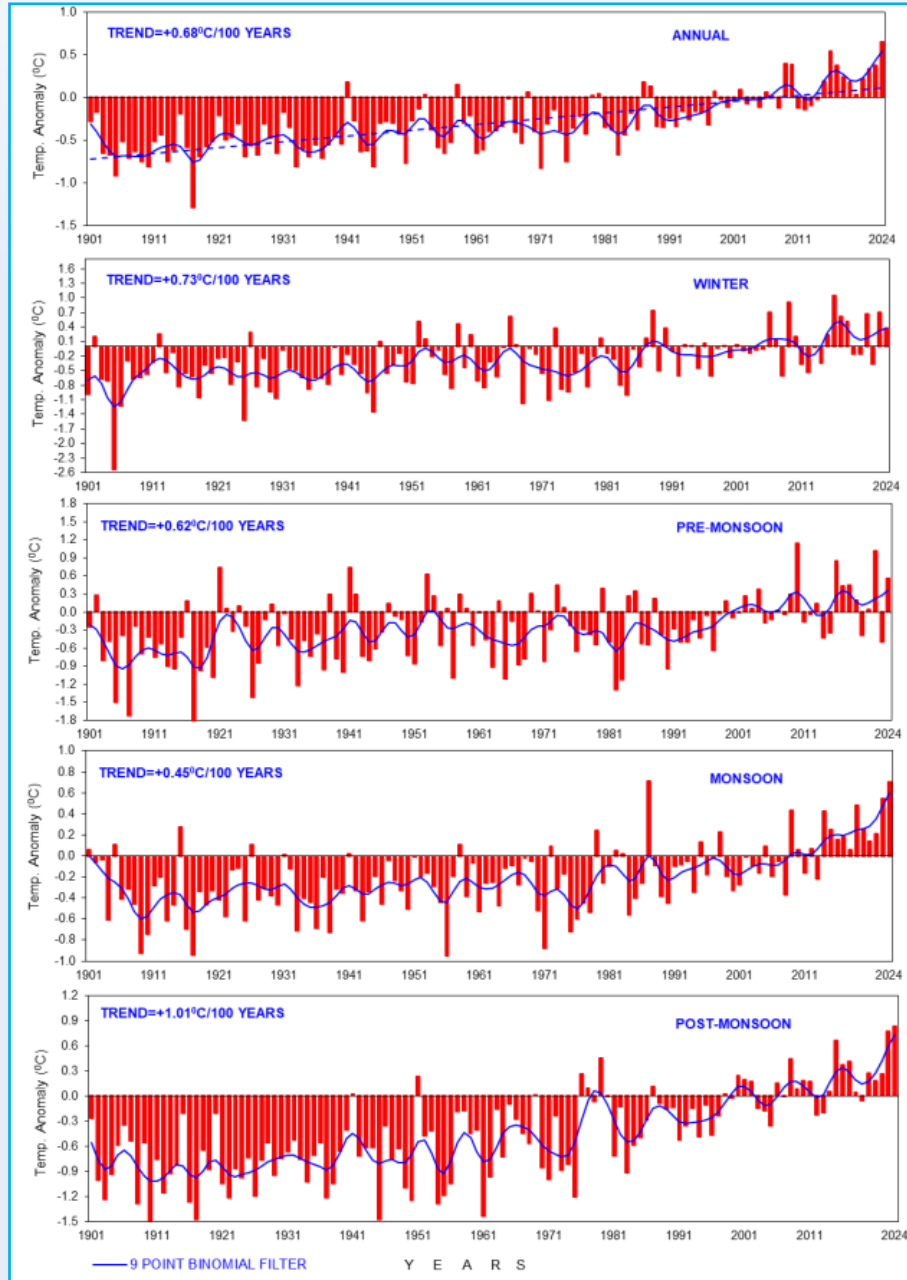 TREND=+0.68⁰C/100 YEARS
ANNUAL
Temp. Anomaly (⁰C)
1.0
0.5
0.0
-0.5
-1.0
-1.5
1901 1911 1921 1931 1941 1951 1961 1971 1981 1991 2001 2011 2024
TREND=+0.73⁰C/100 YEARS
WINTER
Temp. Anomaly (⁰C)
1.6
1.3
1.0
0.7
0.4
0.1
-0.2
-0.5
-0.8
-1.1
-1.4
-1.7
-2.0
-2.3
-2.6
1901 1911 1921 1931 1941 1951 1961 1971 1981 1991 2001 2011 2024
TREND=+0.62⁰C/100 YEARS
PRE-MONSOON
Temp. Anomaly (⁰C)
1.8
1.5
1.2
0.9
0.6
0.3
0.0
-0.3
-0.6
-0.9
-1.2
-1.5
-1.8
1901 1911 1921 1931 1941 1951 1961 1971 1981 1991 2001 2011 2024
TREND=+0.45⁰C/100 YEARS
MONSOON
Temp. Anomaly (⁰C)
1.0
0.8
0.6
0.4
0.2
0.0
-0.2
-0.4
-0.6
-0.8
-1.0
1901 1911 1921 1931 1941 1951 1961 1971 1981 1991 2001 2011 2024
TREND=+1.01⁰C/100 YEARS
POST-MONSOON
Temp. Anomaly (⁰C)
1.2
0.9
0.6
0.3
0.0
-0.3
-0.6
-0.9
-1.2
-1.5
1901 1911 1921 1931 1941 1951 1961 1971 1981 1991 2001 2011 2024
9 POINT BINOMIAL FILTER
Y E A R S